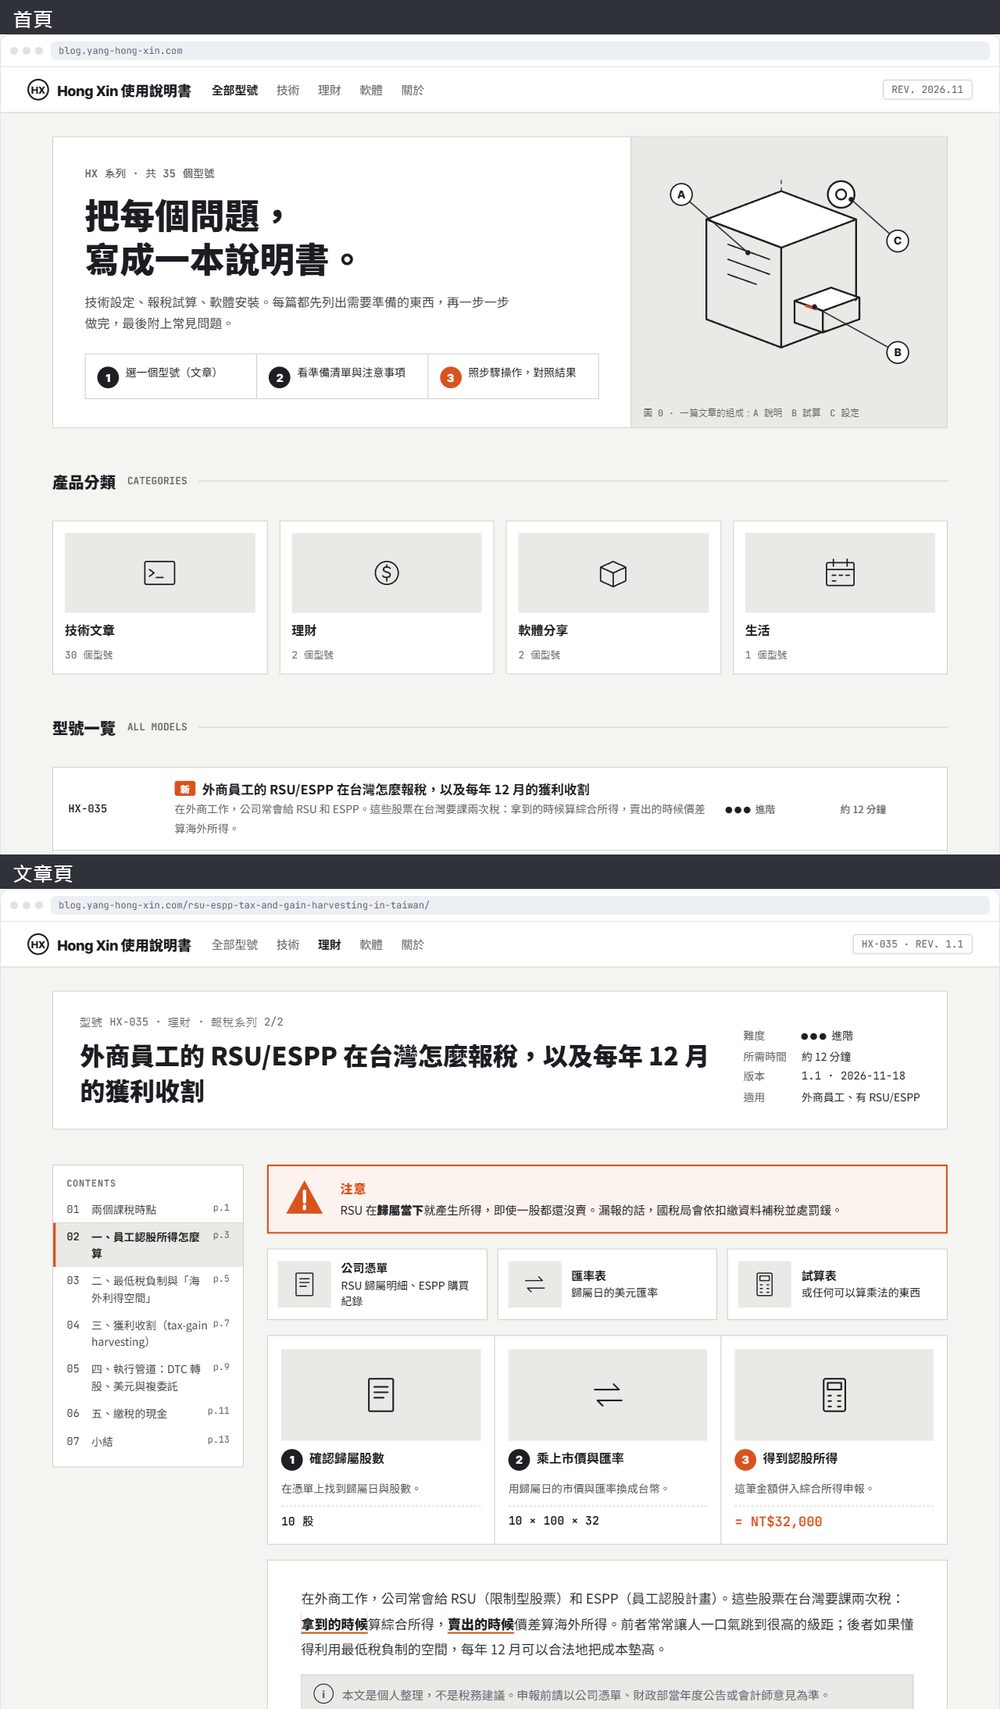 首頁
blog.yang-hong-xin.com
HX Hong Xin 使用說明書 全部型號 技術 理財 軟體 關於 REV. 2026.11
HX 系列 · 共 35 個型號
把每個問題，
寫成一本說明書。
技術設定、報稅試算、軟體安裝。每篇都先列出需要準備的東西，再一步一步
做完，最後附上常見問題。
1 選一個型號（文章） 2 看準備清單與注意事項 3 照步驟操作，對照結果
A
C
B
圖 0 · 一篇文章的組成：A 說明 B 試算 C 設定
產品分類 CATEGORIES
技術文章 理財 軟體分享 生活
30 個型號 2 個型號 2 個型號 1 個型號
型號一覽 ALL MODELS
新 外商員工的 RSU/ESPP 在台灣怎麼報稅，以及每年 12 月的獲利收割
HX-035 在外商工作，公司常會給 RSU 和 ESPP。這些股票在台灣要課兩次稅：拿到的時候算綜合所得，賣出的時候價差 ●●● 進階 約 12 分鐘
算海外所得。
文章頁
blog.yang-hong-xin.com/rsu-espp-tax-and-gain-harvesting-in-taiwan/
HX Hong Xin 使用說明書 全部型號 技術 理財 軟體 關於 HX-035 · REV. 1.1
型號 HX-035 · 理財 · 報稅系列 2/2
外商員工的 RSU/ESPP 在台灣怎麼報稅，以及每年 12 月
的獲利收割
難度 ●●● 進階
所需時間 約 12 分鐘
版本 1.1 · 2026-11-18
適用 外商員工、有 RSU/ESPP
CONTENTS
01 兩個課稅時點 p.1
02 一、員工認股所得怎麼 p.3
算
03 二、最低稅負制與「海 p.5
外利得空間」
04 三、獲利收割（tax-gain p.7
harvesting）
05 四、執行管道：DTC 轉 p.9
股、美元與複委託
06 五、繳稅的現金 p.11
07 小結 p.13
注意
RSU 在歸屬當下就產生所得，即使一股都還沒賣。漏報的話，國稅局會依扣繳資料補稅並處罰鍰。
公司憑單
RSU 歸屬明細、ESPP 購買
紀錄
匯率表
歸屬日的美元匯率
試算表
或任何可以算乘法的東西
1 確認歸屬股數
在憑單上找到歸屬日與股數。
10 股
2 乘上市價與匯率
用歸屬日的市價與匯率換成台幣。
10 × 100 × 32
3 得到認股所得
這筆金額併入綜合所得申報。
= NT$32,000
在外商工作，公司常會給 RSU（限制型股票）和 ESPP（員工認股計畫）。這些股票在台灣要課兩次稅：
拿到的時候算綜合所得，賣出的時候價差算海外所得。前者常常讓人一口氣跳到很高的級距；後者如果懂
得利用最低稅負制的空間，每年 12 月可以合法地把成本墊高。
本文是個人整理，不是稅務建議。申報前請以公司憑單、財政部當年度公告或會計師意見為準。